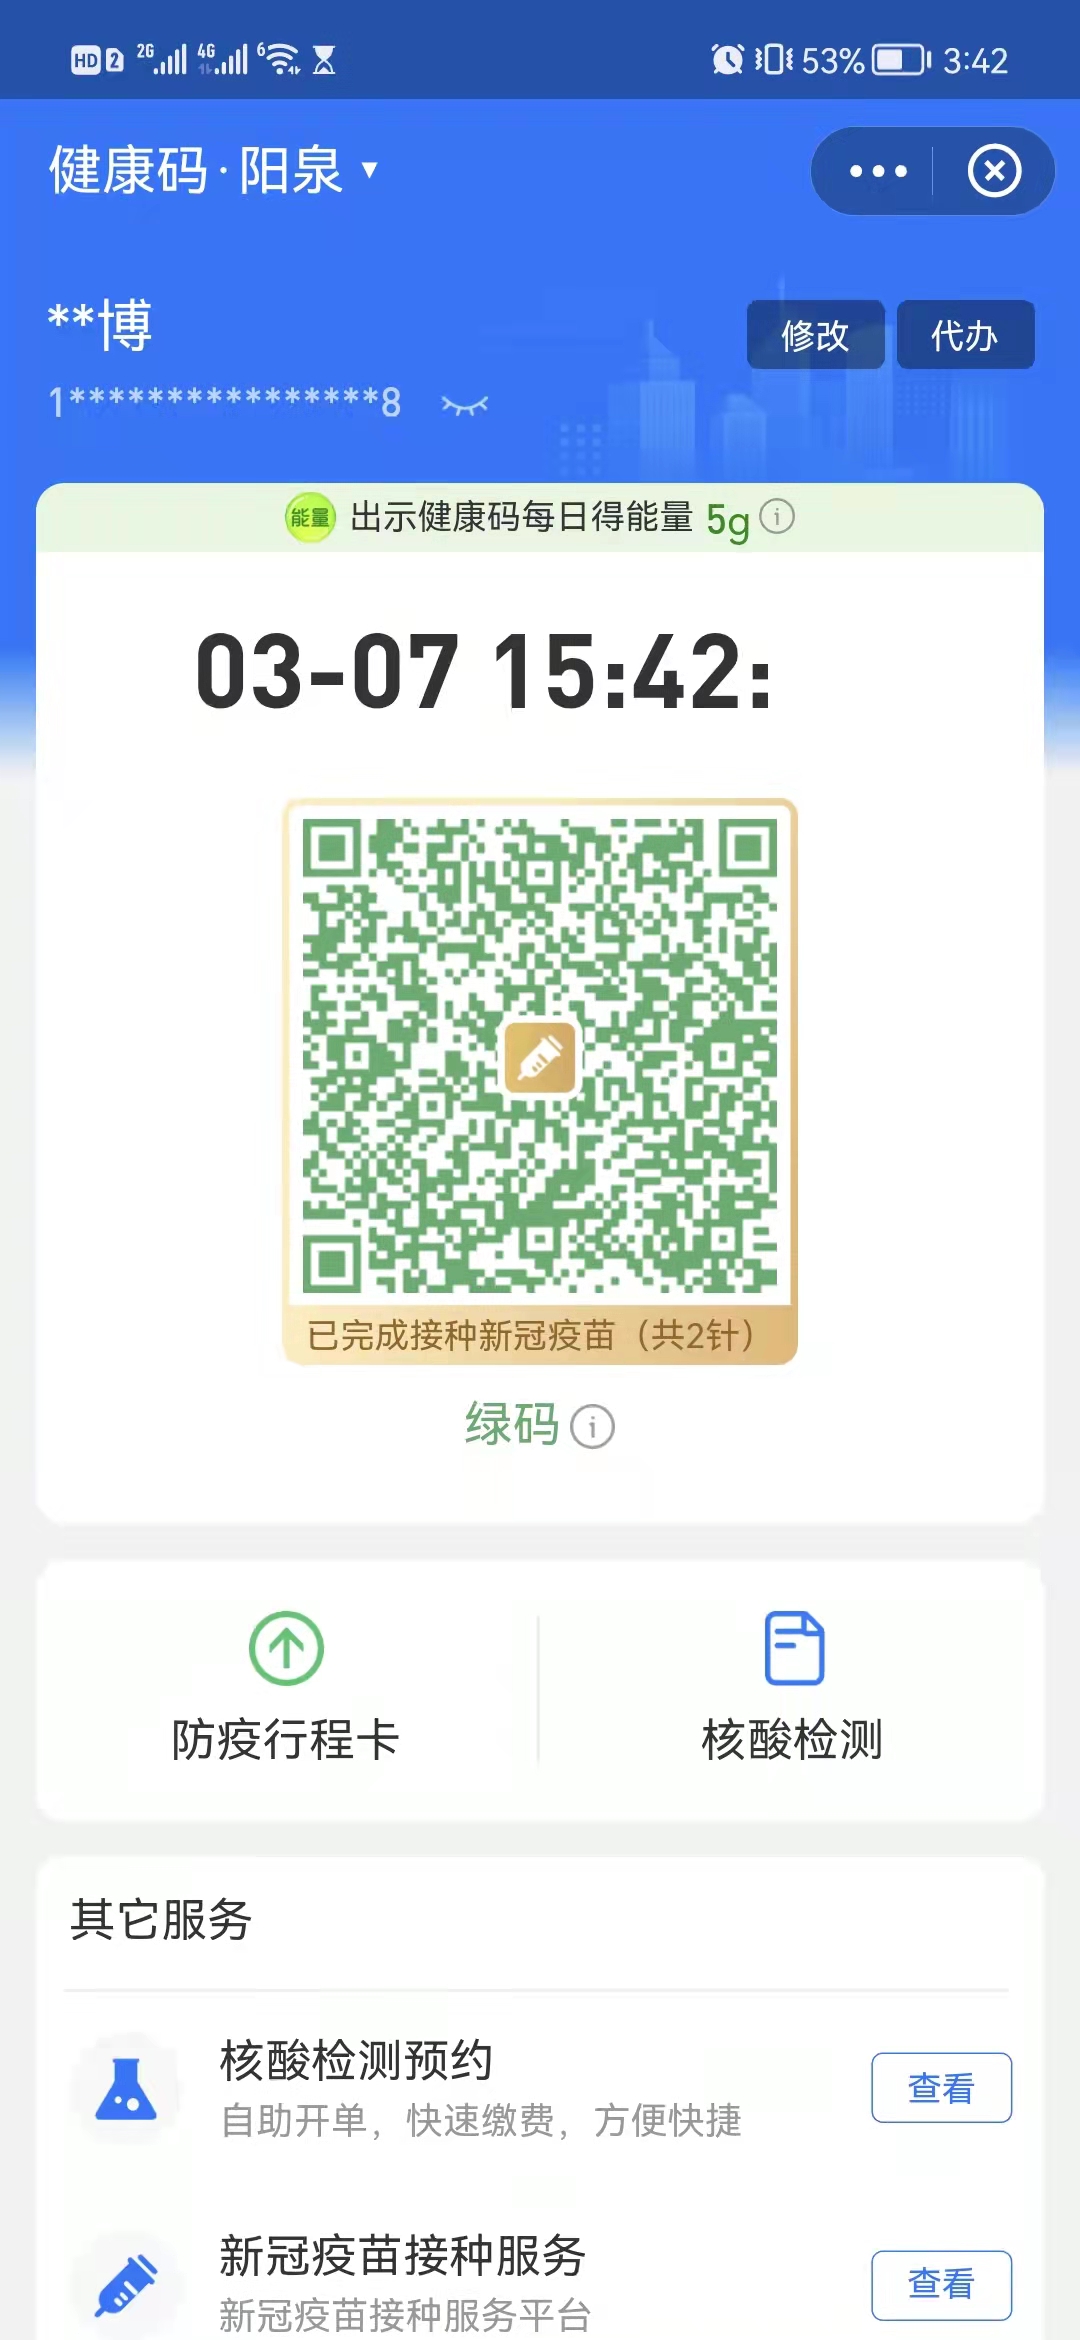 HD 2 2G 4G 6 53% 3:42
健康码·阳泉
**博
修改 代办
1****************8
能量 出示健康码每日得能量 5g
03-07 15:42:
已完成接种新冠疫苗（共2针）
绿码
防疫行程卡 核酸检测
其它服务
核酸检测预约
自助开单，快速缴费，方便快捷
查看
新冠疫苗接种服务
新冠疫苗接种服务平台
查看